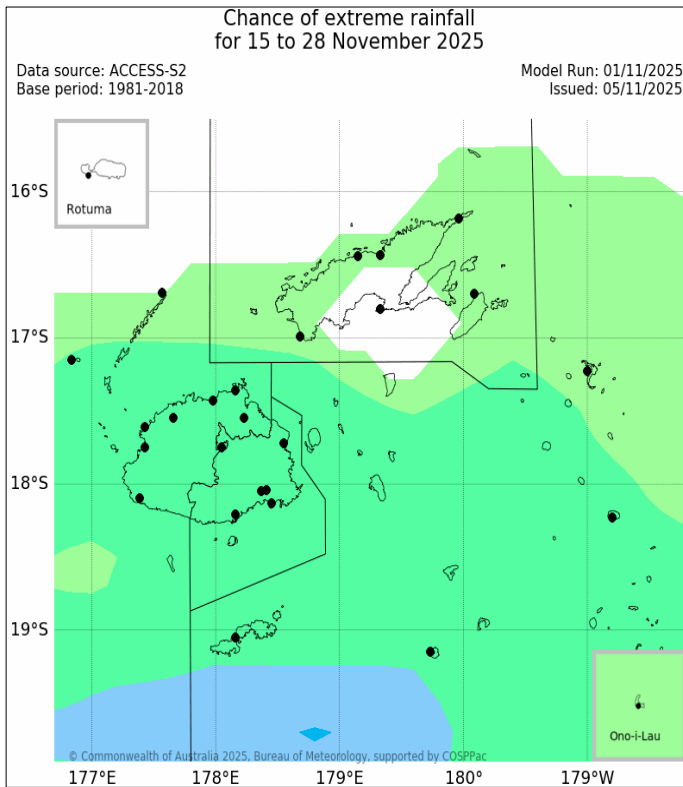 Chance of extreme rainfall
for 15 to 28 November 2025
Data source: ACCESS-S2
Base period: 1981-2018
Model Run: 01/11/2025
Issued: 05/11/2025
Rotuma
16°S
17°S
18°S
19°S
Ono-i-Lau
© Commonwealth of Australia 2025, Bureau of Meteorology, supported by COSPPac
177°E
178°E
179°E
180°
179°W